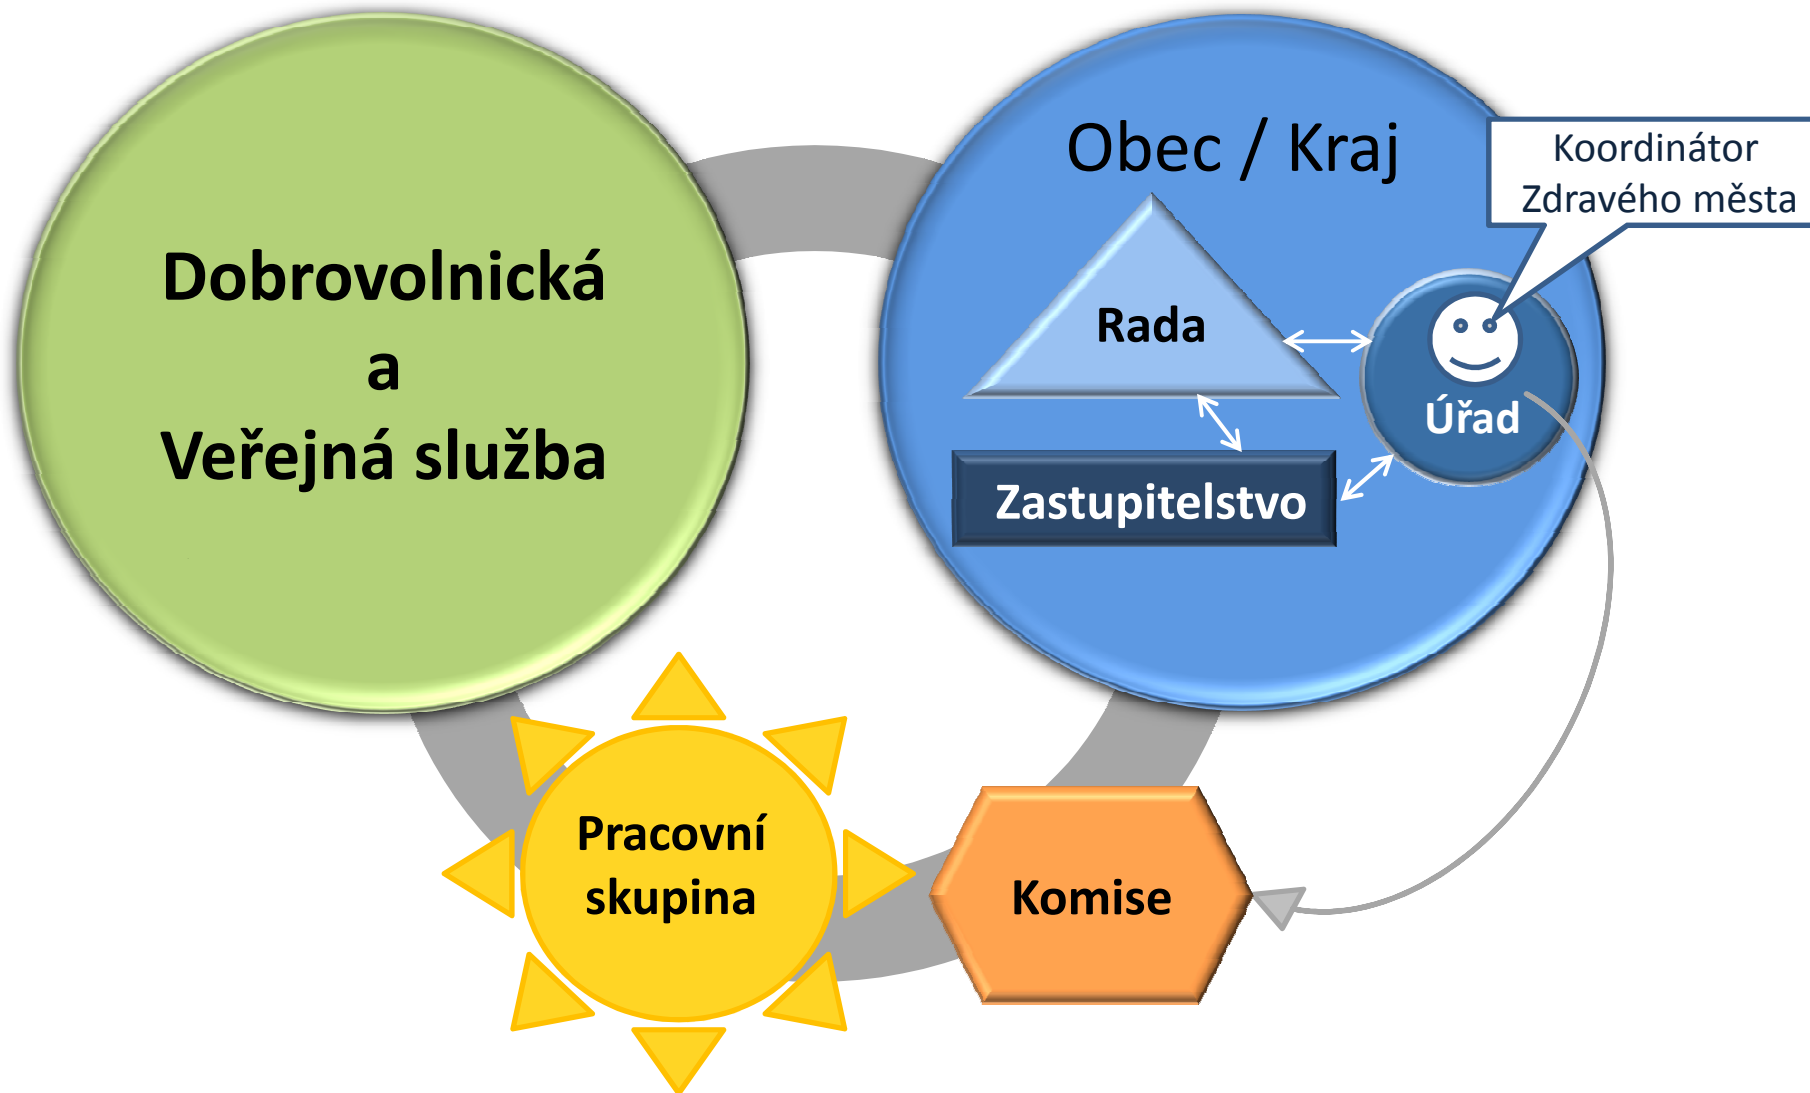 Dobrovolnická
a
Veřejná služba
Obec / Kraj
Koordinátor
Zdravého města
Rada
Úřad
Zastupitelstvo
Pracovní
skupina
Komise